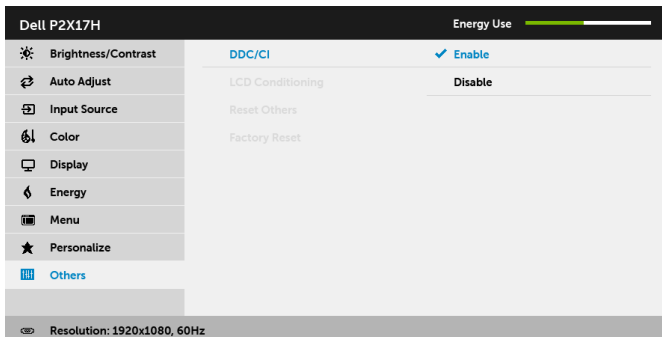 Dell P2X17H
Energy Use
Brightness/Contrast
DDC/CI
Enable
Auto Adjust
LCD Conditioning
Disable
Input Source
Reset Others
Color
Factory Reset
Display
Energy
Menu
Personalize
Others
Resolution: 1920x1080, 60Hz